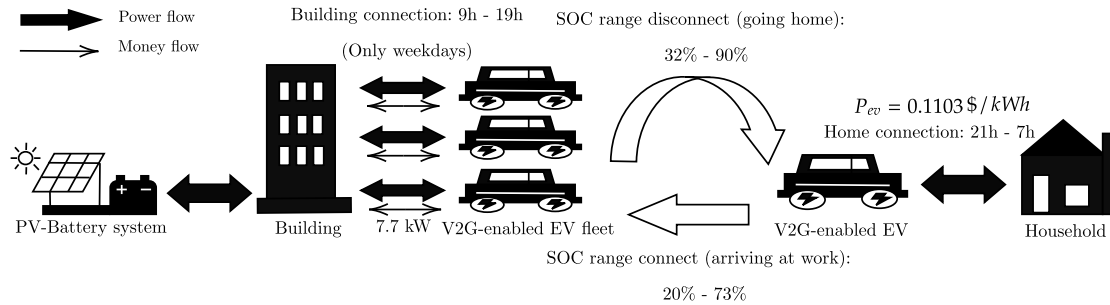 Power flow
Money flow
Building connection: 9h - 19h
(Only weekdays)
SOC range disconnect (going home):
32% - 90%
P_ev = 0.1103 $/kWh
Home connection: 21h - 7h
PV-Battery system
Building
7.7 kW
V2G-enabled EV fleet
V2G-enabled EV
Household
SOC range connect (arriving at work):
20% - 73%